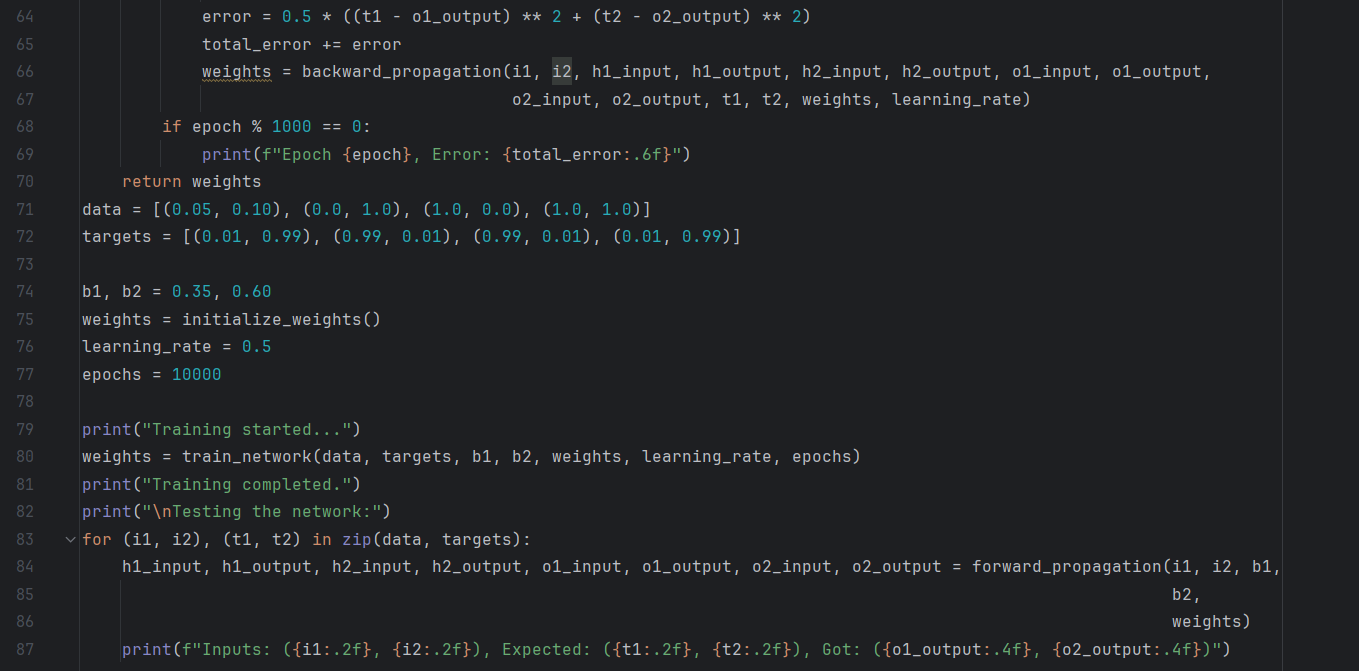 64 error = 0.5 * ((t1 - o1_output) ** 2 + (t2 - o2_output) ** 2)
65 total_error += error
66 weights = backward_propagation(i1, i2, h1_input, h1_output, h2_input, h2_output, o1_input, o1_output,
67 o2_input, o2_output, t1, t2, weights, learning_rate)
68 if epoch % 1000 == 0:
69 print(f"Epoch {epoch}, Error: {total_error:.6f}")
70 return weights
71 data = [(0.05, 0.10), (0.0, 1.0), (1.0, 0.0), (1.0, 1.0)]
72 targets = [(0.01, 0.99), (0.99, 0.01), (0.99, 0.01), (0.01, 0.99)]
73
74 b1, b2 = 0.35, 0.60
75 weights = initialize_weights()
76 learning_rate = 0.5
77 epochs = 10000
78
79 print("Training started...")
80 weights = train_network(data, targets, b1, b2, weights, learning_rate, epochs)
81 print("Training completed.")
82 print("\nTesting the network:")
83 for (i1, i2), (t1, t2) in zip(data, targets):
84 h1_input, h1_output, h2_input, h2_output, o1_input, o1_output, o2_input, o2_output = forward_propagation(i1, i2, b1,
85 b2,
86 weights)
87 print(f"Inputs: ({i1:.2f}, {i2:.2f}), Expected: ({t1:.2f}, {t2:.2f}), Got: ({o1_output:.4f}, {o2_output:.4f})")